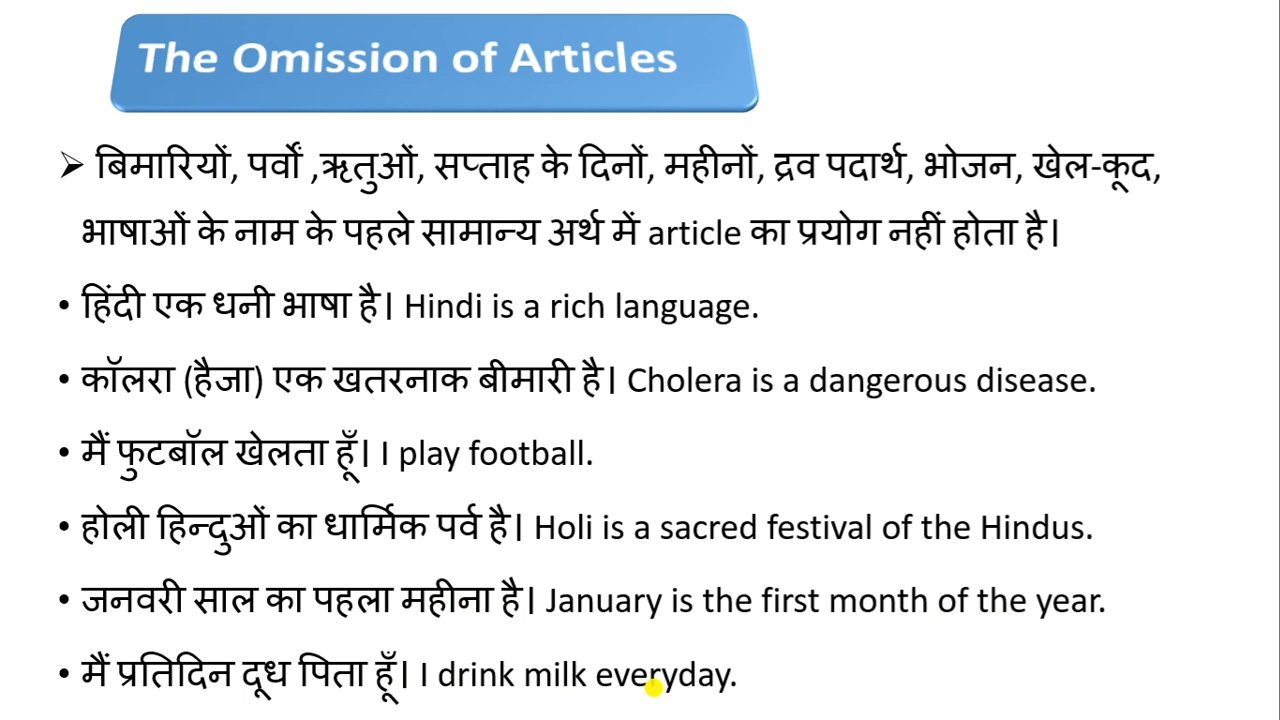 The Omission of Articles
➢ बिमारियों, पर्वों ,ऋतुओं, सप्ताह के दिनों, महीनों, द्रव पदार्थ, भोजन, खेल-कूद,
भाषाओं के नाम के पहले सामान्य अर्थ में article का प्रयोग नहीं होता है।
• हिंदी एक धनी भाषा है। Hindi is a rich language.
• कॉलरा (हैजा) एक खतरनाक बीमारी है। Cholera is a dangerous disease.
• मैं फुटबॉल खेलता हूँ। I play football.
• होली हिन्दुओं का धार्मिक पर्व है। Holi is a sacred festival of the Hindus.
• जनवरी साल का पहला महीना है। January is the first month of the year.
• मैं प्रतिदिन दूध पिता हूँ। I drink milk everyday.